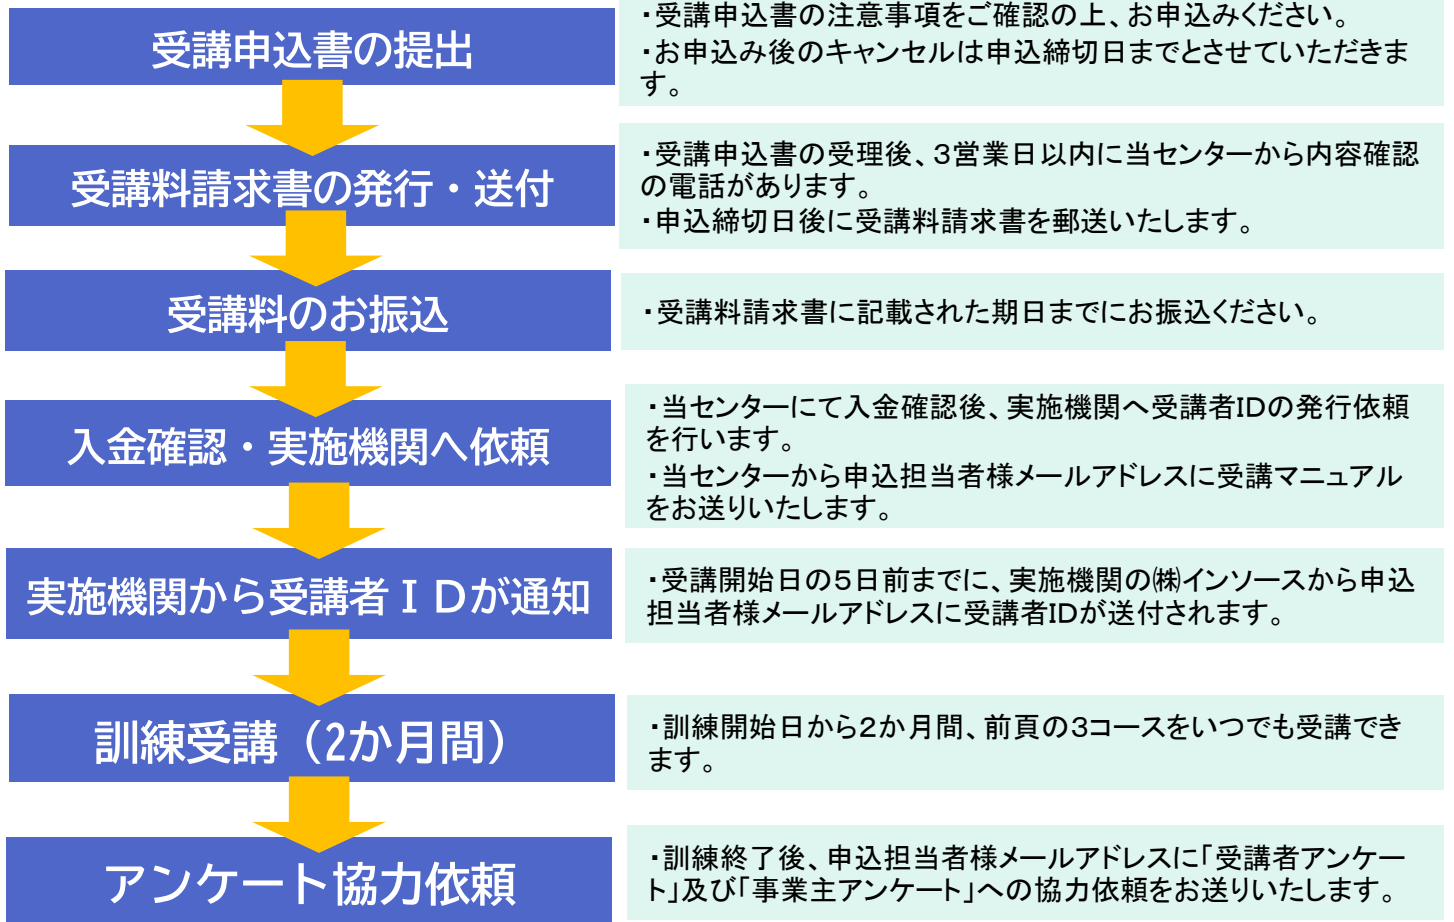 受講申込書の提出
・受講申込書の注意事項をご確認の上、お申込みください。
・お申込み後のキャンセルは申込締切日までとさせていただきま
す。
受講料請求書の発行・送付
・受講申込書の受理後、3営業日以内に当センターから内容確認
の電話があります。
・申込締切日後に受講料請求書を郵送いたします。
受講料のお振込
・受講料請求書に記載された期日までにお振込ください。
入金確認・実施機関へ依頼
・当センターにて入金確認後、実施機関へ受講者IDの発行依頼
を行います。
・当センターから申込担当者様メールアドレスに受講マニュアル
をお送りいたします。
実施機関から受講者ＩＤが通知
・受講開始日の5日前までに、実施機関の㈱インソースから申込
担当者様メールアドレスに受講者IDが送付されます。
訓練受講（2か月間）
・訓練開始日から2か月間、前頁の3コースをいつでも受講でき
ます。
アンケート協力依頼
・訓練終了後、申込担当者様メールアドレスに「受講者アンケー
ト」及び「事業主アンケート」への協力依頼をお送りいたします。